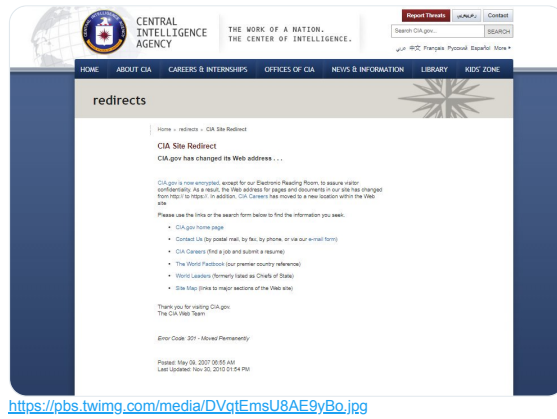 CENTRAL
INTELLIGENCE
AGENCY
THE WORK OF A NATION.
THE CENTER OF INTELLIGENCE.
Report Threats
Contact
Search CIA.gov...
SEARCH
عربي 中文 Français Русский Español More
HOME ABOUT CIA CAREERS & INTERNSHIPS OFFICES OF CIA NEWS & INFORMATION LIBRARY KIDS' ZONE
redirects
Home » redirects » CIA Site Redirect
CIA Site Redirect
CIA.gov has changed its Web address . . .
CIA.gov is now encrypted, except for our Electronic Reading Room, to assure visitor
confidentiality. As a result, the Web address for pages and documents in our site has changed
from http:// to https://. In addition, CIA Careers has moved to a new location within the Web
site.
Please use the links or the search form below to find the information you seek.
• CIA.gov home page
• Contact Us (by postal mail, by fax, by phone, or via our e-mail form)
• CIA Careers (find a job and submit a resume)
• The World Factbook (our premier country reference)
• World Leaders (formerly listed as Chiefs of State)
• Site Map (links to major sections of the Web site)
Thank you for visiting CIA.gov.
The CIA Web Team
Error Code: 301 - Moved Permanently
Posted: May 09, 2007 06:55 AM
Last Updated: Nov 30, 2010 01:54 PM
https://pbs.twimg.com/media/DVqtEmsU8AE9yBo.jpg